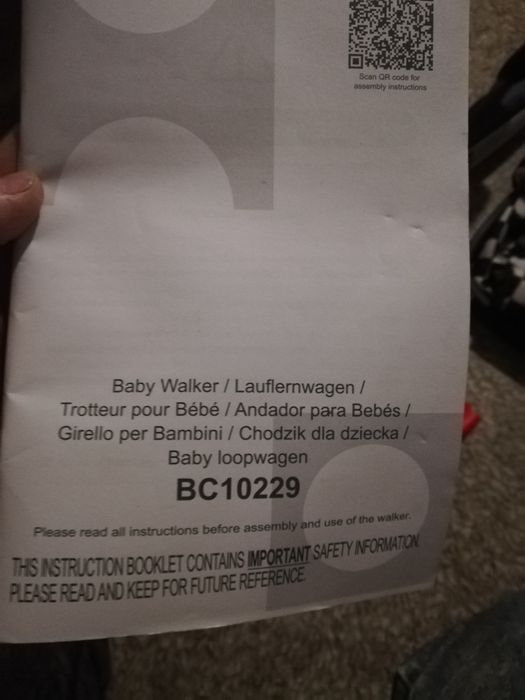 Scan QR code for
assembly instructions
Baby Walker / Lauflernwagen /
Trotteur pour Bébé / Andador para Bebés /
Girello per Bambini / Chodzik dla dziecka /
Baby loopwagen
BC10229
Please read all instructions before assembly and use of the walker.
THIS INSTRUCTION BOOKLET CONTAINS IMPORTANT SAFETY INFORMATION.
PLEASE READ AND KEEP FOR FUTURE REFERENCE.